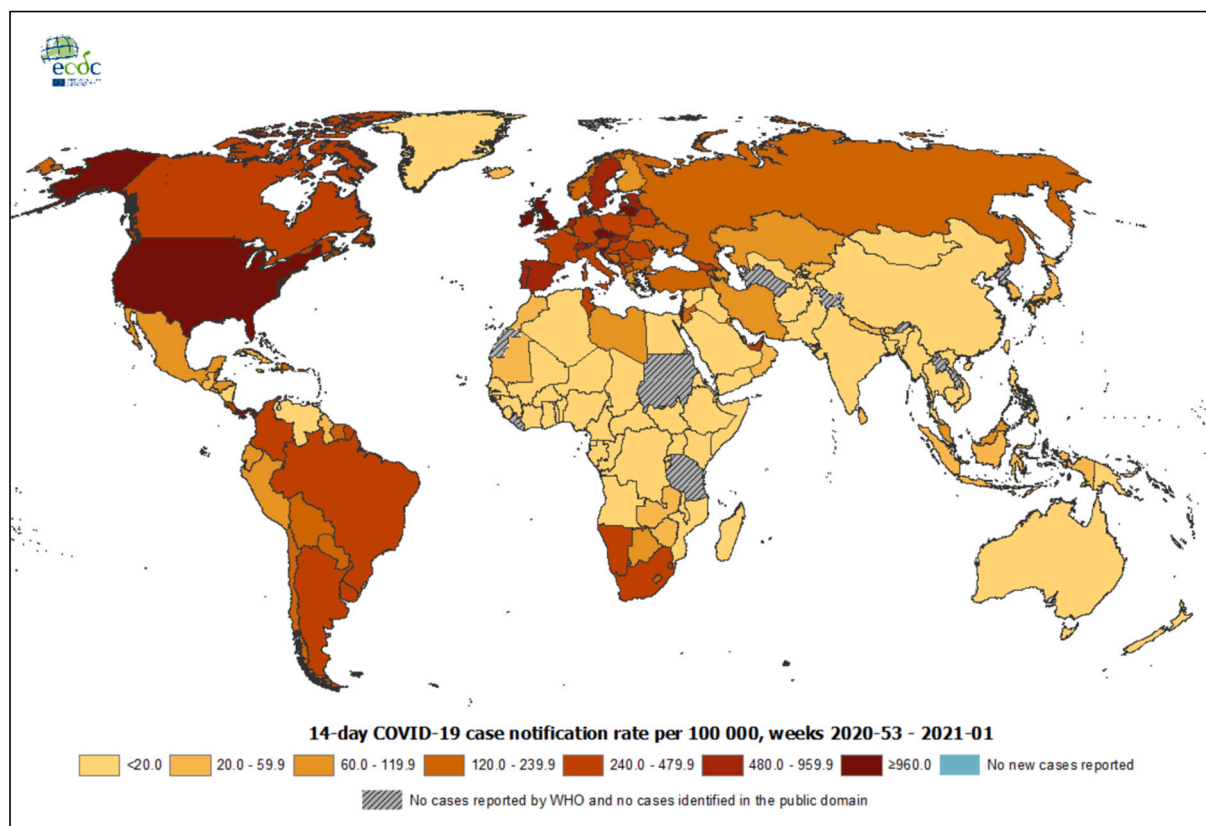 ecdc
14-day COVID-19 case notification rate per 100 000, weeks 2020-53 - 2021-01
<20.0 20.0 - 59.9 60.0 - 119.9 120.0 - 239.9 240.0 - 479.9 480.0 - 959.9 ≥960.0 No new cases reported
No cases reported by WHO and no cases identified in the public domain